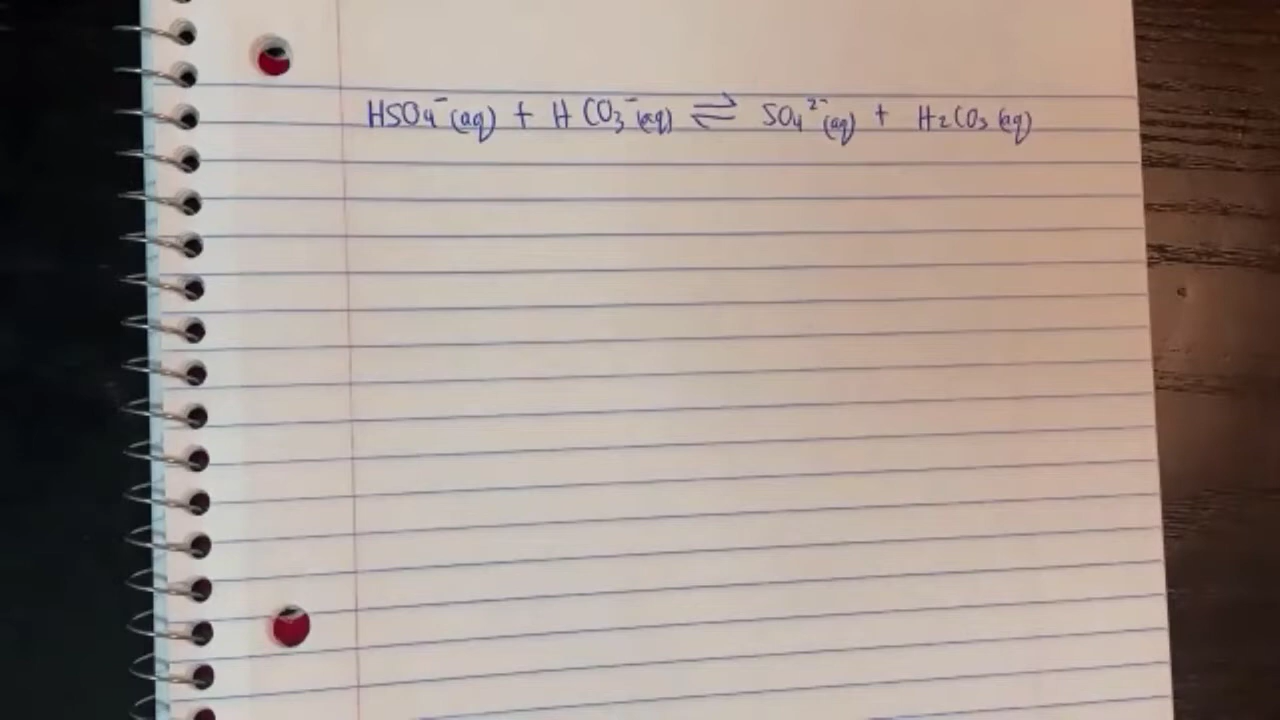 HSO₄⁻(aq) + HCO₃⁻(aq) ⇌ SO₄²⁻(aq) + H₂CO₃(aq)